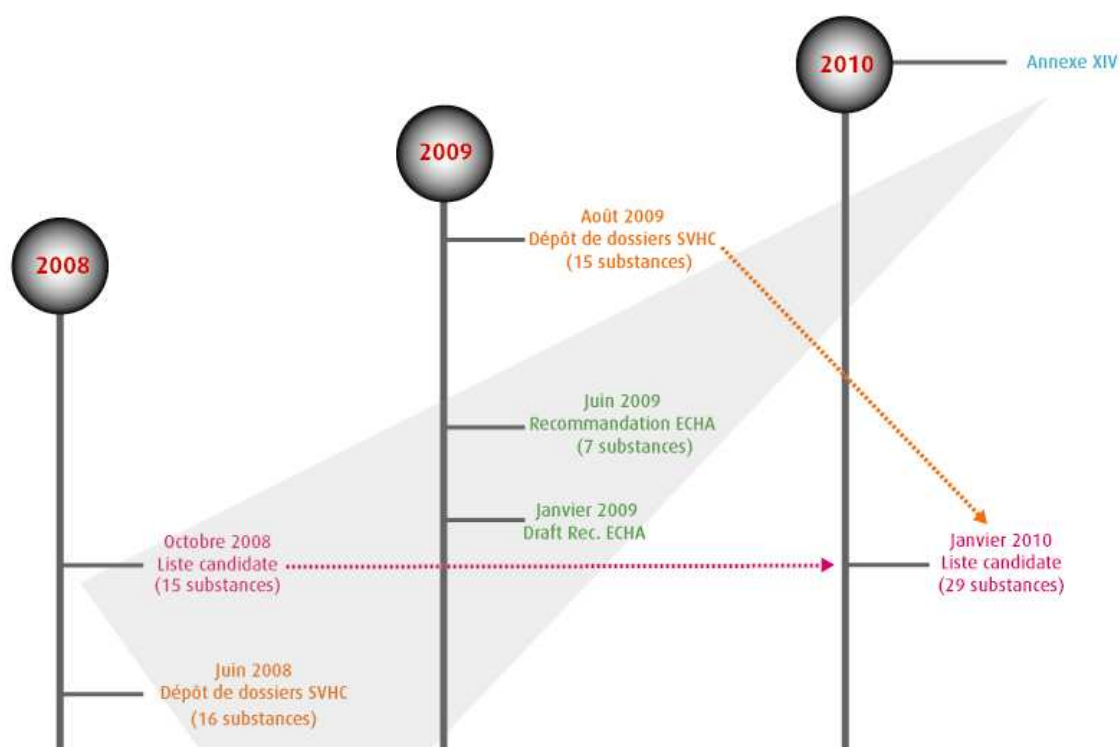 2008
Octobre 2008
Liste candidate
(15 substances)
Juin 2008
Dépôt de dossiers SVHC
(16 substances)
2009
Août 2009
Dépôt de dossiers SVHC
(15 substances)
Juin 2009
Recommandation ECHA
(7 substances)
Janvier 2009
Draft Rec. ECHA
2010
Annexe XIV
Janvier 2010
Liste candidate
(29 substances)